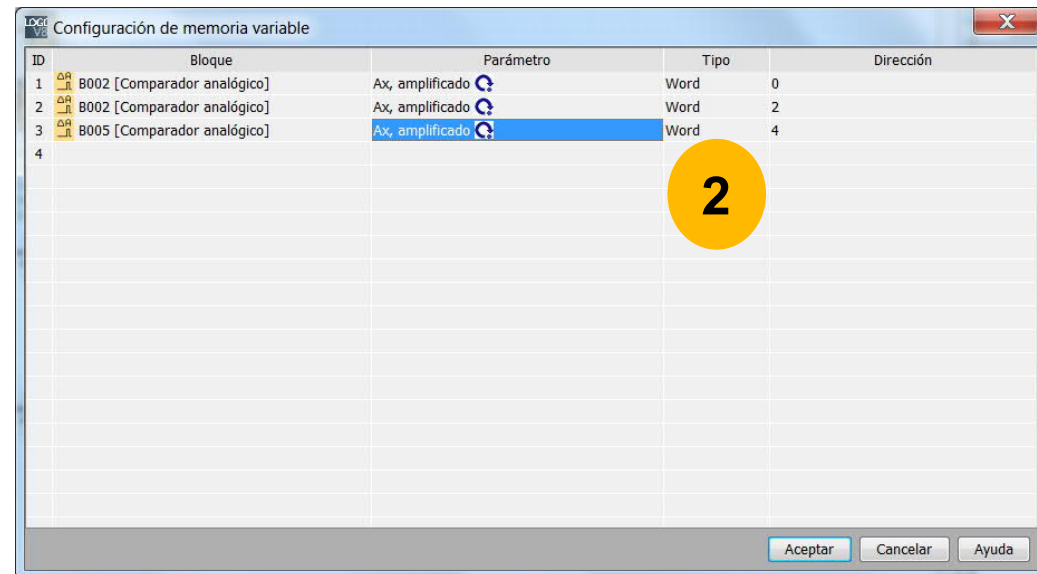 LOGO V8 Configuración de memoria variable X
ID Bloque Parámetro Tipo Dirección
1 B002 [Comparador analógico] Ax, amplificado Word 0
2 B002 [Comparador analógico] Ax, amplificado Word 2
3 B005 [Comparador analógico] Ax, amplificado Word 4
4
2
Aceptar Cancelar Ayuda